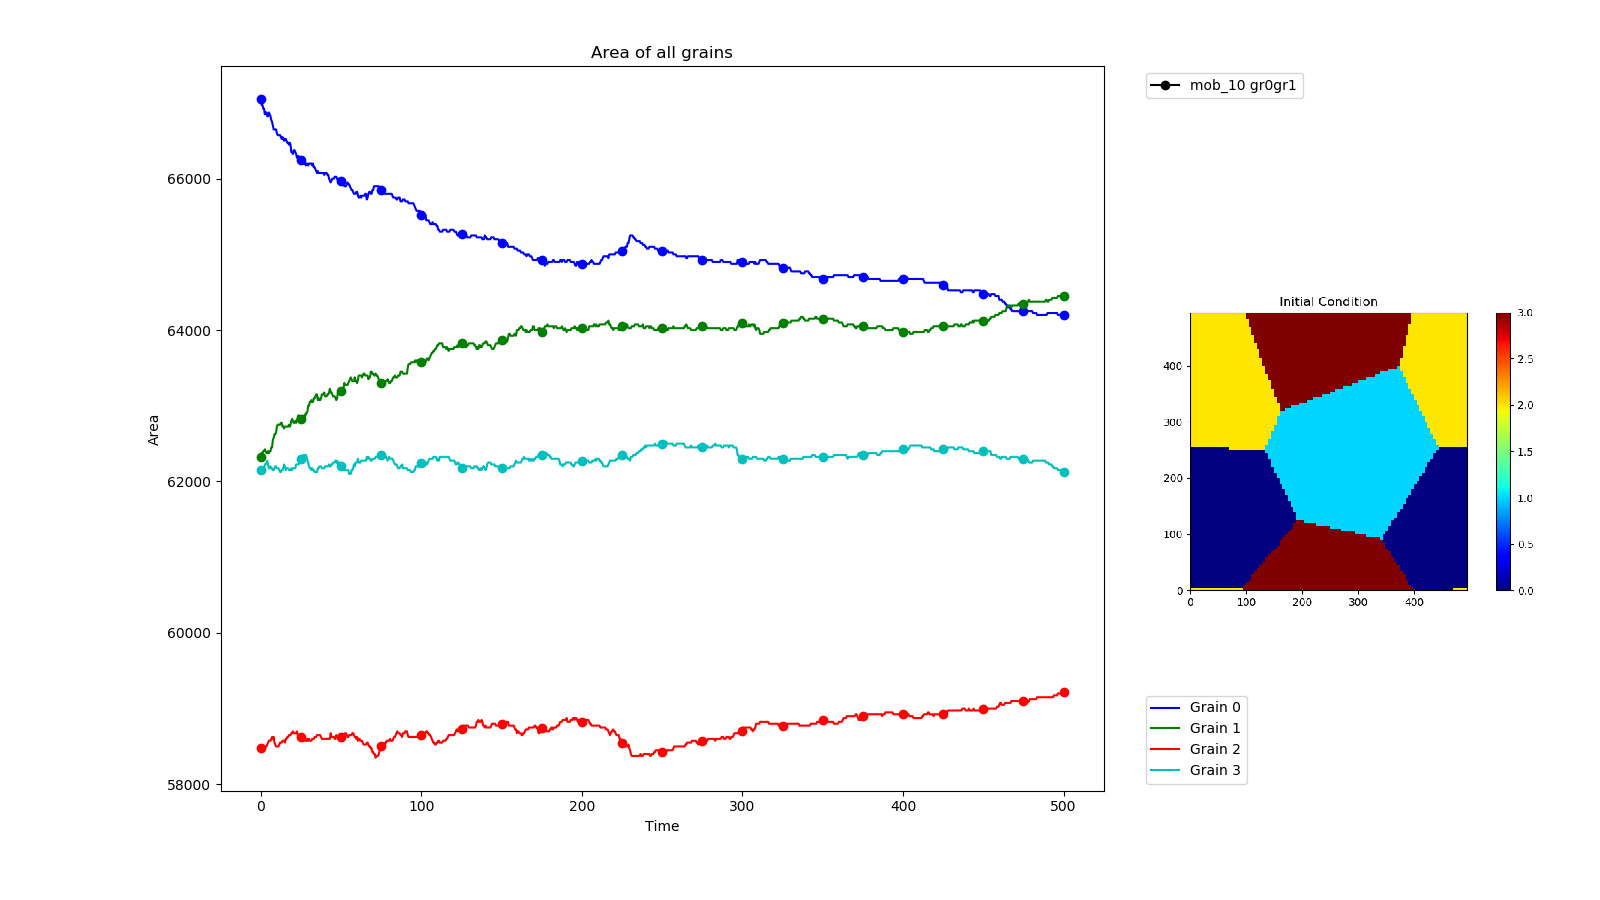 Area of all grains
mob_10 gr0gr1
66000
64000
62000
60000
58000
Area
0 100 200 300 400 500
Time
Initial Condition
400
300
200
100
0
0 100 200 300 400
3.0
2.5
2.0
1.5
1.0
0.5
0.0
Grain 0
Grain 1
Grain 2
Grain 3